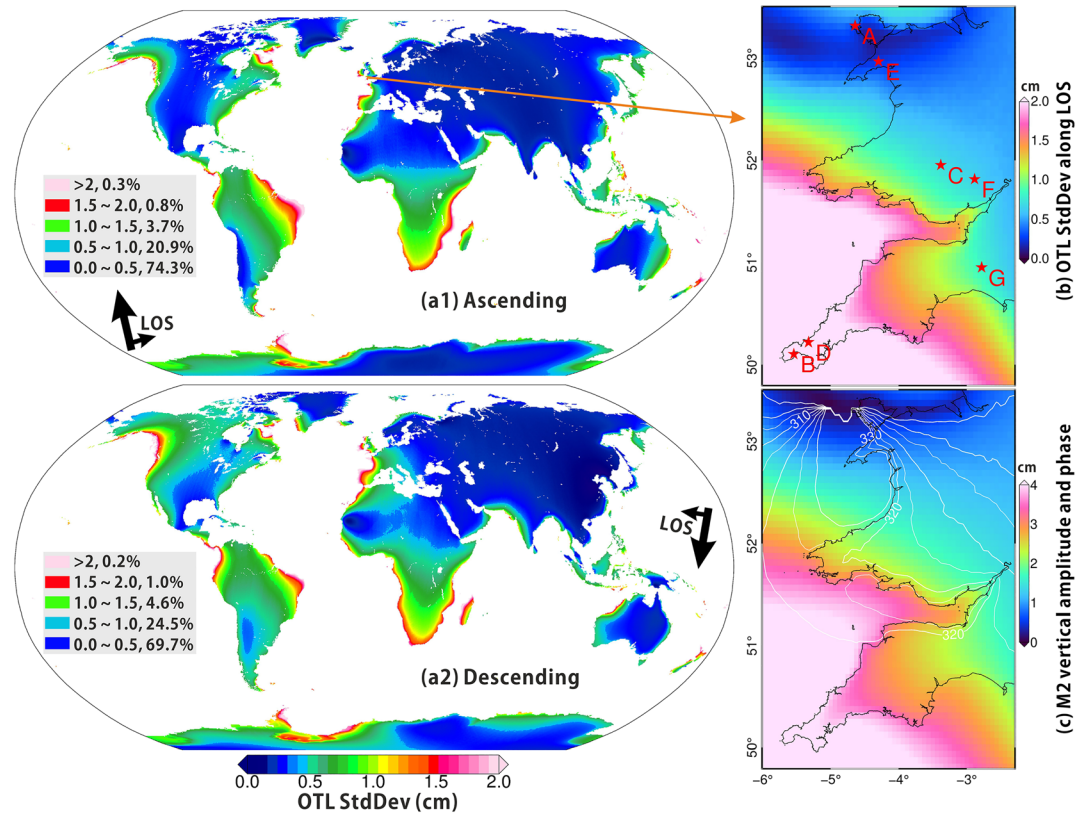 >2, 0.3%
1.5 ~ 2.0, 0.8%
1.0 ~ 1.5, 3.7%
0.5 ~ 1.0, 20.9%
0.0 ~ 0.5, 74.3%
LOS
(a1) Ascending
>2, 0.2%
1.5 ~ 2.0, 1.0%
1.0 ~ 1.5, 4.6%
0.5 ~ 1.0, 24.5%
0.0 ~ 0.5, 69.7%
LOS
(a2) Descending
0.0 0.5 1.0 1.5 2.0
OTL StdDev (cm)
53°
52°
51°
50°
A
E
C
F
G
D
B
cm
2.0
1.5
1.0
0.5
0.0
(b) OTL StdDev along LOS
53°
52°
51°
50°
310
330
320
320
-6° -5° -4° -3°
cm
4
3
2
1
0
(c) M2 vertical amplitude and phase